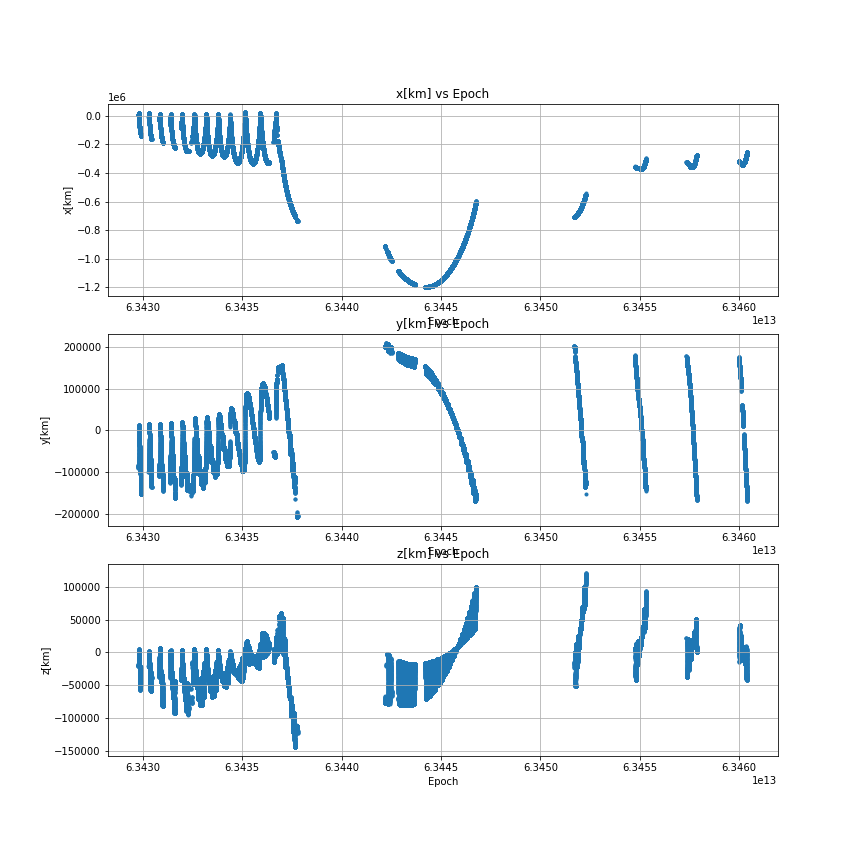 x[km] vs Epoch
1e6
0.0
−0.2
−0.4
−0.6
−0.8
−1.0
−1.2
x[km]
6.3430 6.3435 6.3440 6.3445 6.3450 6.3455 6.3460
Epoch
1e13
y[km] vs Epoch
200000
100000
0
−100000
−200000
y[km]
6.3430 6.3435 6.3440 6.3445 6.3450 6.3455 6.3460
Epoch
1e13
z[km] vs Epoch
100000
50000
0
−50000
−100000
−150000
z[km]
6.3430 6.3435 6.3440 6.3445 6.3450 6.3455 6.3460
Epoch
1e13